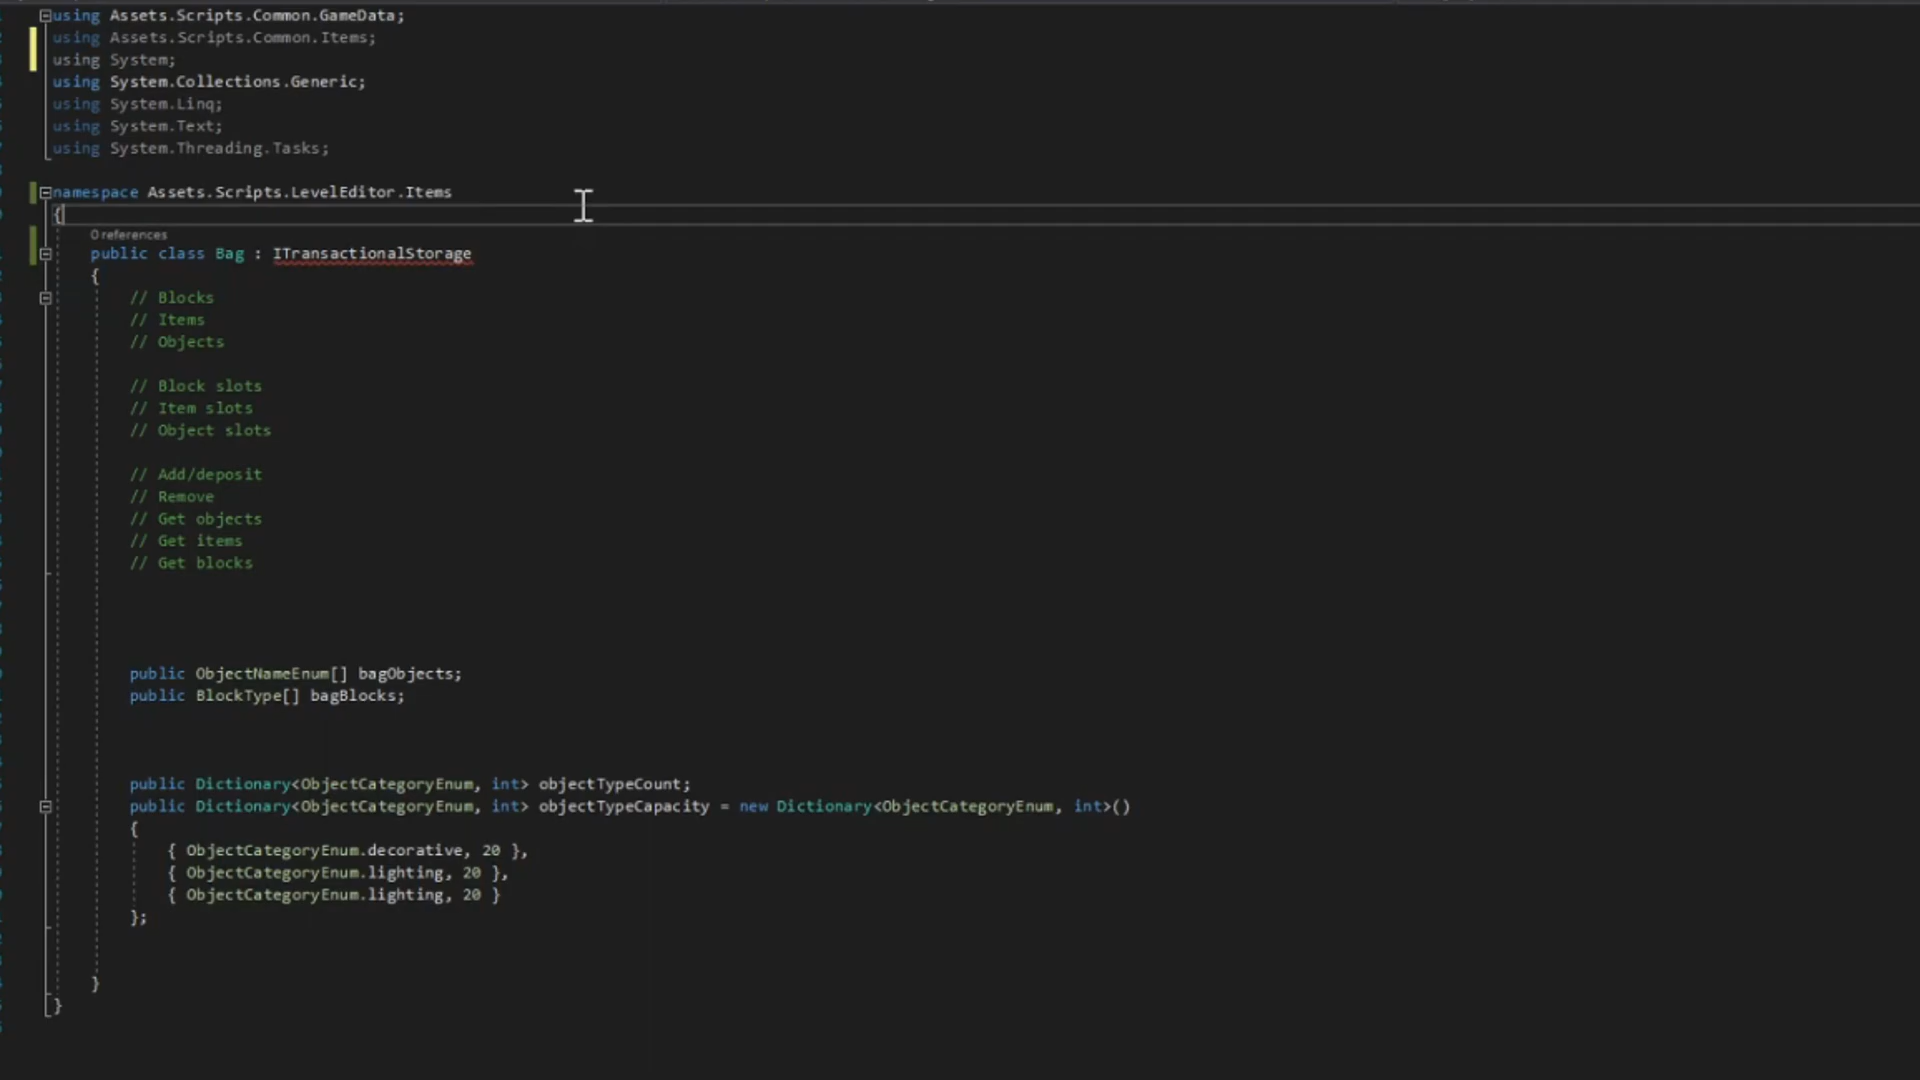 using Assets.Scripts.Common.GameData;
using Assets.Scripts.Common.Items;
using System;
using System.Collections.Generic;
using System.Linq;
using System.Text;
using System.Threading.Tasks;
namespace Assets.Scripts.LevelEditor.Items
{
0 references
public class Bag : ITransactionalStorage
{
// Blocks
// Items
// Objects
// Block slots
// Item slots
// Object slots
// Add/deposit
// Remove
// Get objects
// Get items
// Get blocks
public ObjectNameEnum[] bagObjects;
public BlockType[] bagBlocks;
public Dictionary<ObjectCategoryEnum, int> objectTypeCount;
public Dictionary<ObjectCategoryEnum, int> objectTypeCapacity = new Dictionary<ObjectCategoryEnum, int>()
{
{ ObjectCategoryEnum.decorative, 20 },
{ ObjectCategoryEnum.lighting, 20 },
{ ObjectCategoryEnum.lighting, 20 }
};
}
}